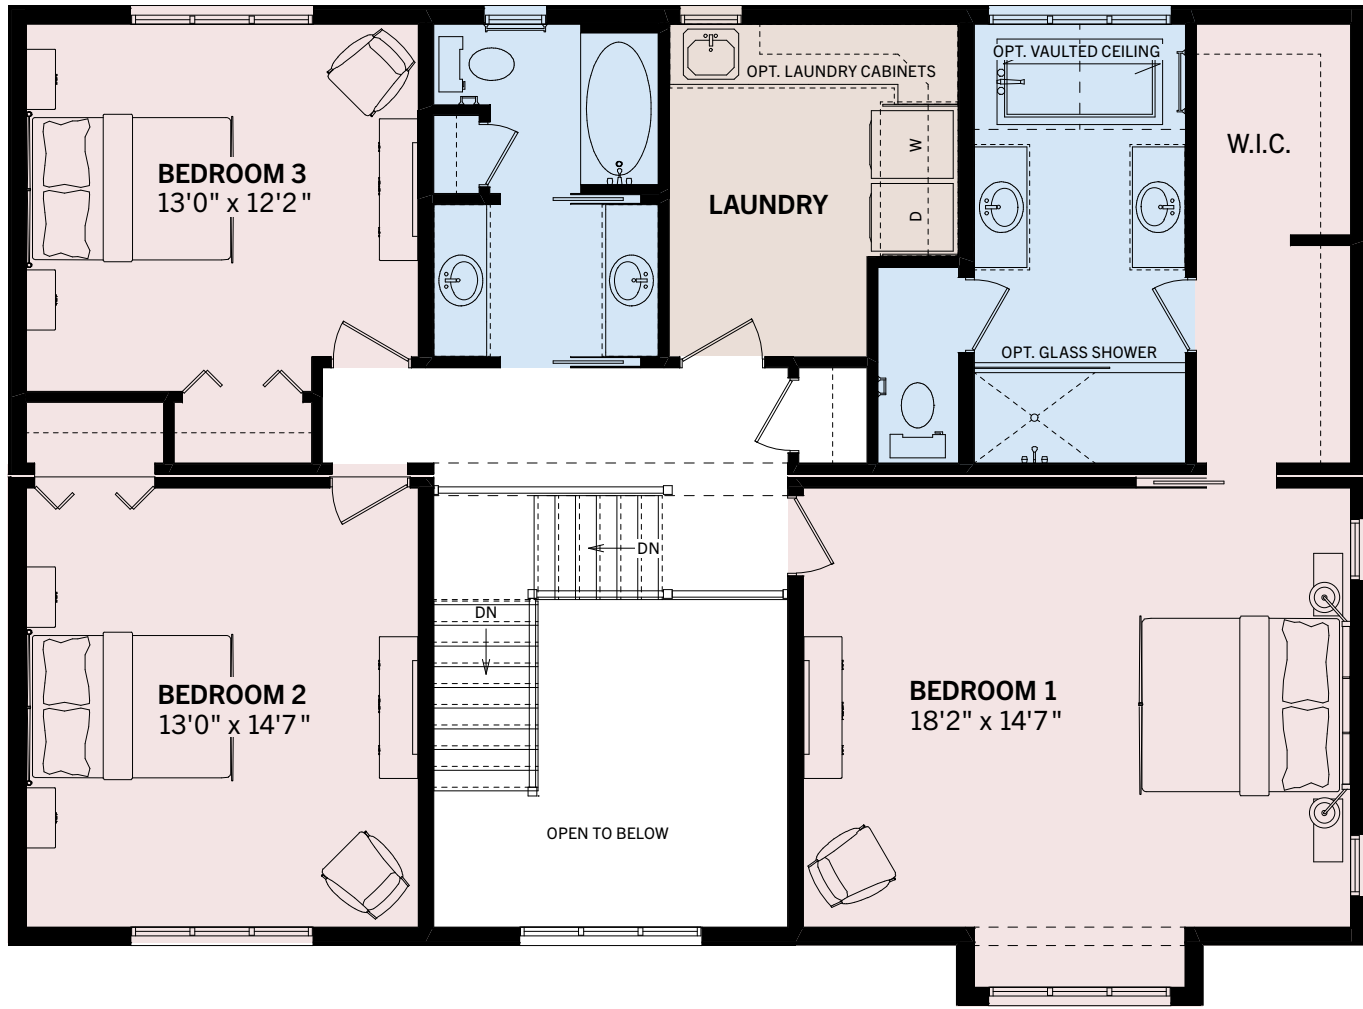 OPT. VAULTED CEILING
OPT. LAUNDRY CABINETS
W
W.I.C.
BEDROOM 3
13'0" x 12'2"
LAUNDRY
D
OPT. GLASS SHOWER
DN
DN
BEDROOM 2
13'0" x 14'7"
BEDROOM 1
18'2" x 14'7"
OPEN TO BELOW